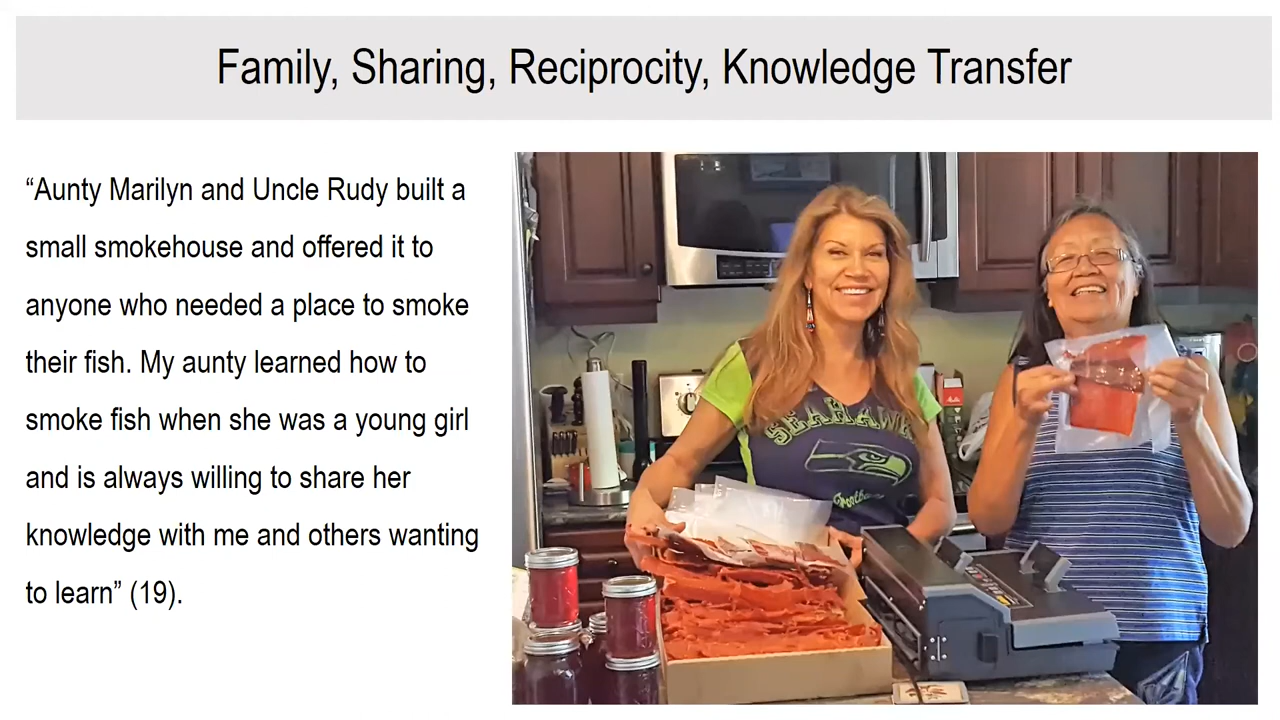 Family, Sharing, Reciprocity, Knowledge Transfer
“Aunty Marilyn and Uncle Rudy built a
small smokehouse and offered it to
anyone who needed a place to smoke
their fish. My aunty learned how to
smoke fish when she was a young girl
and is always willing to share her
knowledge with me and others wanting
to learn” (19).
SEAHAWK